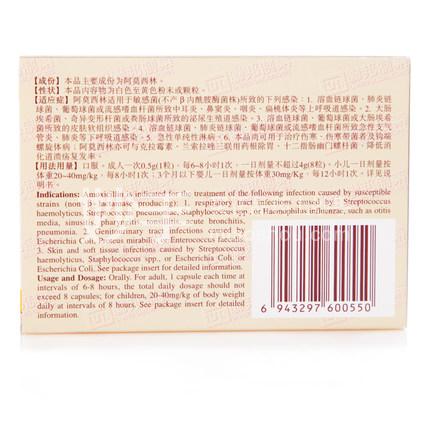 【成份】本品主要成份为阿莫西林。
【性状】本品内容物为白色至黄色粉末或颗粒。
【适应症】阿莫西林适用于敏感菌(不产β内酰胺酶菌株)所致的下列感染：1. 溶血链球菌、肺炎链
球菌、葡萄球菌或流感嗜血杆菌所致中耳炎、鼻窦炎、咽炎、扁桃体炎等上呼吸道感染。2. 大肠
埃希菌、奇异变形杆菌或粪肠球菌所致的泌尿生殖道感染。3. 溶血链球菌、葡萄球菌或大肠埃希
菌所致的皮肤软组织感染。4. 溶血链球菌、肺炎链球菌、葡萄球菌或流感嗜血杆菌所致急性支气
管炎、肺炎等下呼吸道感染。5. 急性单纯性淋病。6. 本品尚可用于治疗伤寒、伤寒带菌者及钩端
螺旋体病；阿莫西林亦可与克拉霉素、兰索拉唑三联用药根除胃、十二指肠幽门螺杆菌，降低消
化道溃疡复发率。
【用法用量】口服。成人一次0.5g(1粒)，每6~8小时1次，一日剂量不超过4g(8粒)；小儿一日剂量按
体重20~40mg/kg，每8小时1次；3个月以下婴儿一日剂量按体重30mg/kg，每12小时1次。详见说
明书。
Indications: Amoxicillin is indicated for the treatment of the following infection caused by susceptible
strains (non-β-lactamase producing): 1. respiratory tract infections caused by Streptococcus
haemolyticus, Streptococcus pneumoniae, Staphylococcus spp., or Haemophilus influenzae, such as otitis
media, sinusitis, pharyngitis, tonsillitis, acute bronchitis,
pneumonia. 2. Genitourinary tract infections caused by
Escherichia Coli, Proteus mirabilis, Enterococcus faecalis.
3. Skin and soft tissue infections caused by Streptococcus
haemolyticus, Staphylococcus spp., or Escherichia Coli, or
Escherichia Coli. See package insert for detailed information.
Usage and Dosage: Orally. For adult, 1 capsule each time at
intervals of 6-8 hours, the total daily dosage should not
exceed 8 capsules; for children, 20-40mg/kg of body weight
daily at intervals of 8 hours. See package insert for detailed
information.
6 943297 600550